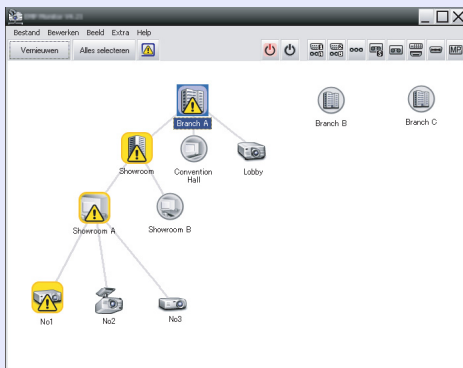 Bestand Bewerken Beeld Extra Help
Vernieuwen Alles selecteren MP
Branch A
Branch B
Branch C
Showroom
Convention
Hall
Lobby
Showroom A
Showroom B
No1
No2
No3